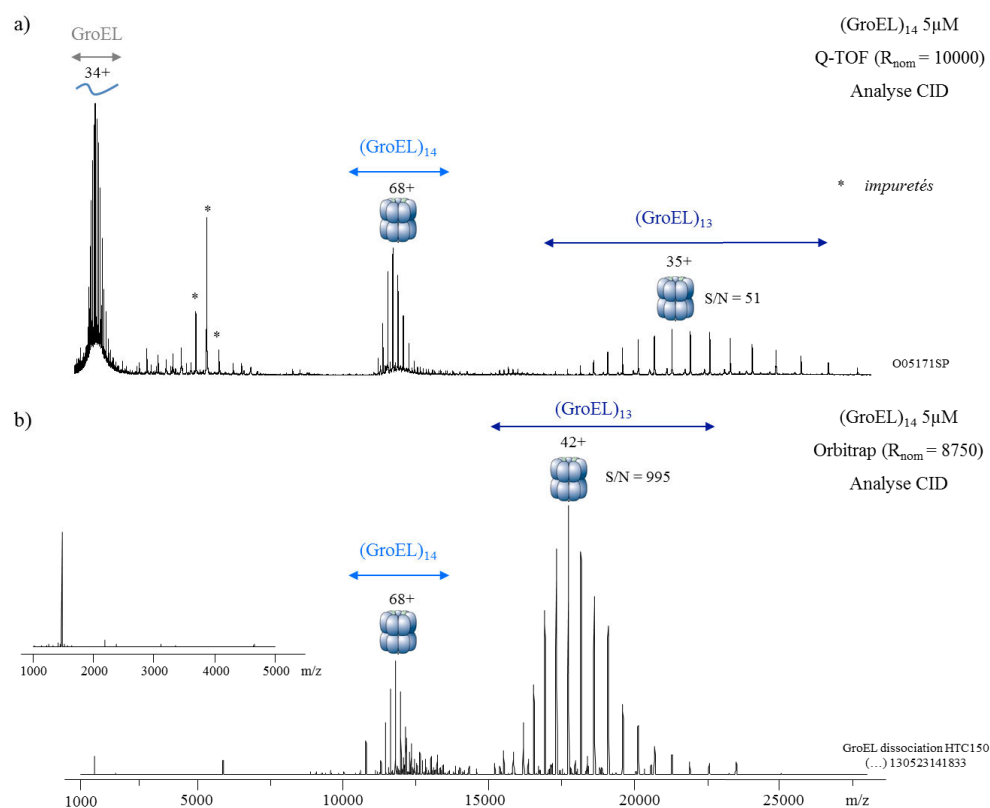 a)
GroEL
34+
(GroEL)14
68+
(GroEL)13
35+
S/N = 51
(GroEL)14 5µM
Q-TOF (Rnom = 10000)
Analyse CID
* impuretés
*
*
*
O05171SP
b)
(GroEL)14
68+
(GroEL)13
42+
S/N = 995
(GroEL)14 5µM
Orbitrap (Rnom = 8750)
Analyse CID
1000 2000 3000 4000 5000 m/z
GroEL dissociation HTC150
(…) 130523141833
1000 5000 10000 15000 20000 25000 m/z